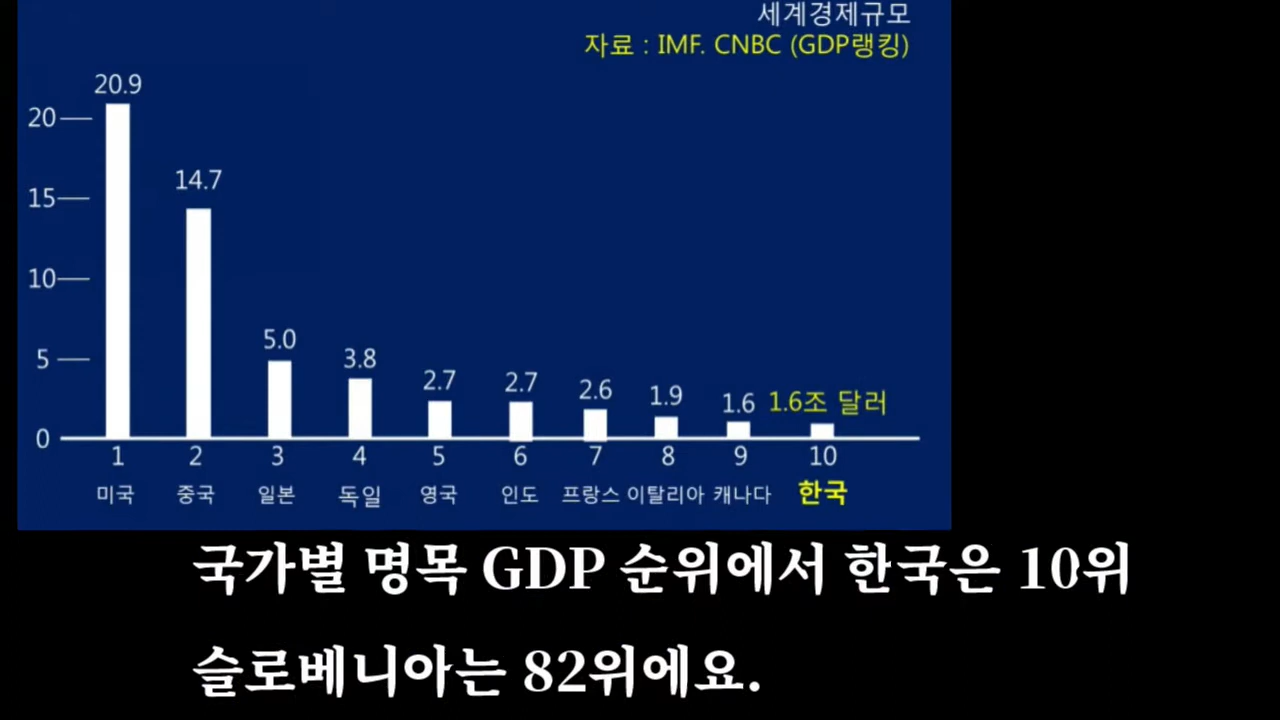 세계경제규모
자료 : IMF. CNBC (GDP랭킹)
20.9
20
14.7
15
10
5.0
3.8
5
2.7
2.7
2.6
1.9
1.6
1.6조 달러
0
1 2 3 4 5 6 7 8 9 10
미국 중국 일본 독일 영국 인도 프랑스 이탈리아 캐나다 한국
국가별 명목 GDP 순위에서 한국은 10위
슬로베니아는 82위에요.